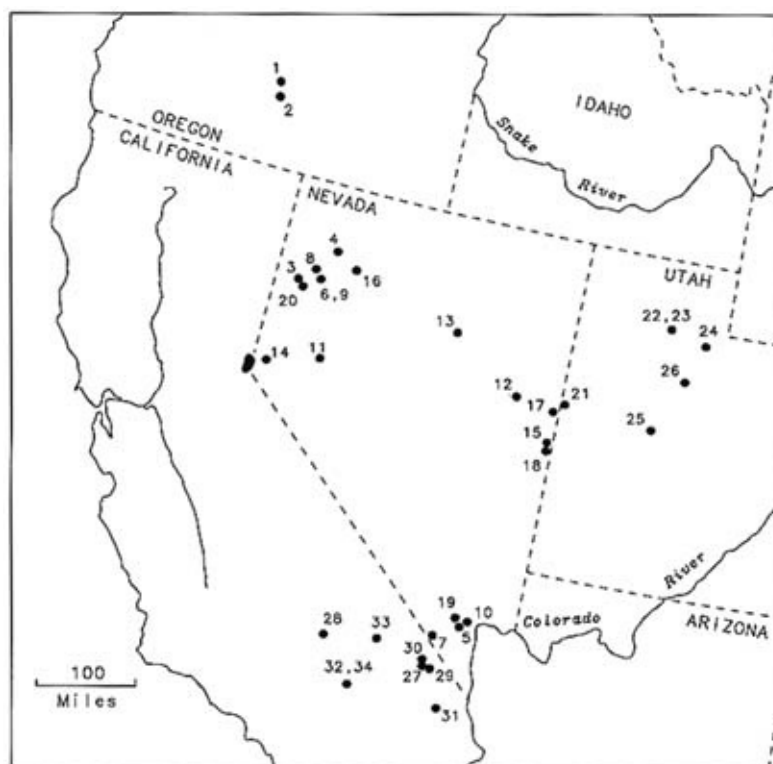 1
2
OREGON
CALIFORNIA
IDAHO
Snake
River
NEVADA
4
8
3
16
6,9
20
UTAH
22,23
24
13
14
11
26
12
21
17
25
15
18
River
19
10
Colorado
5
ARIZONA
28
33
7
30
32,34
27
29
31
100
Miles